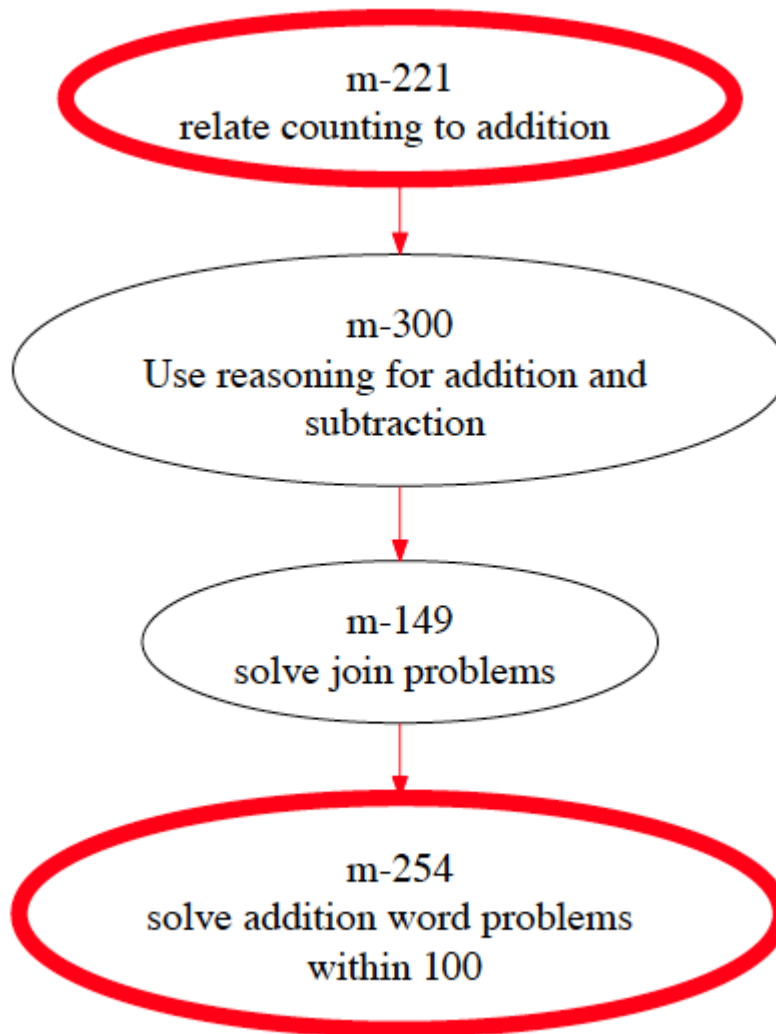 m-221
relate counting to addition
m-300
Use reasoning for addition and
subtraction
m-149
solve join problems
m-254
solve addition word problems
within 100